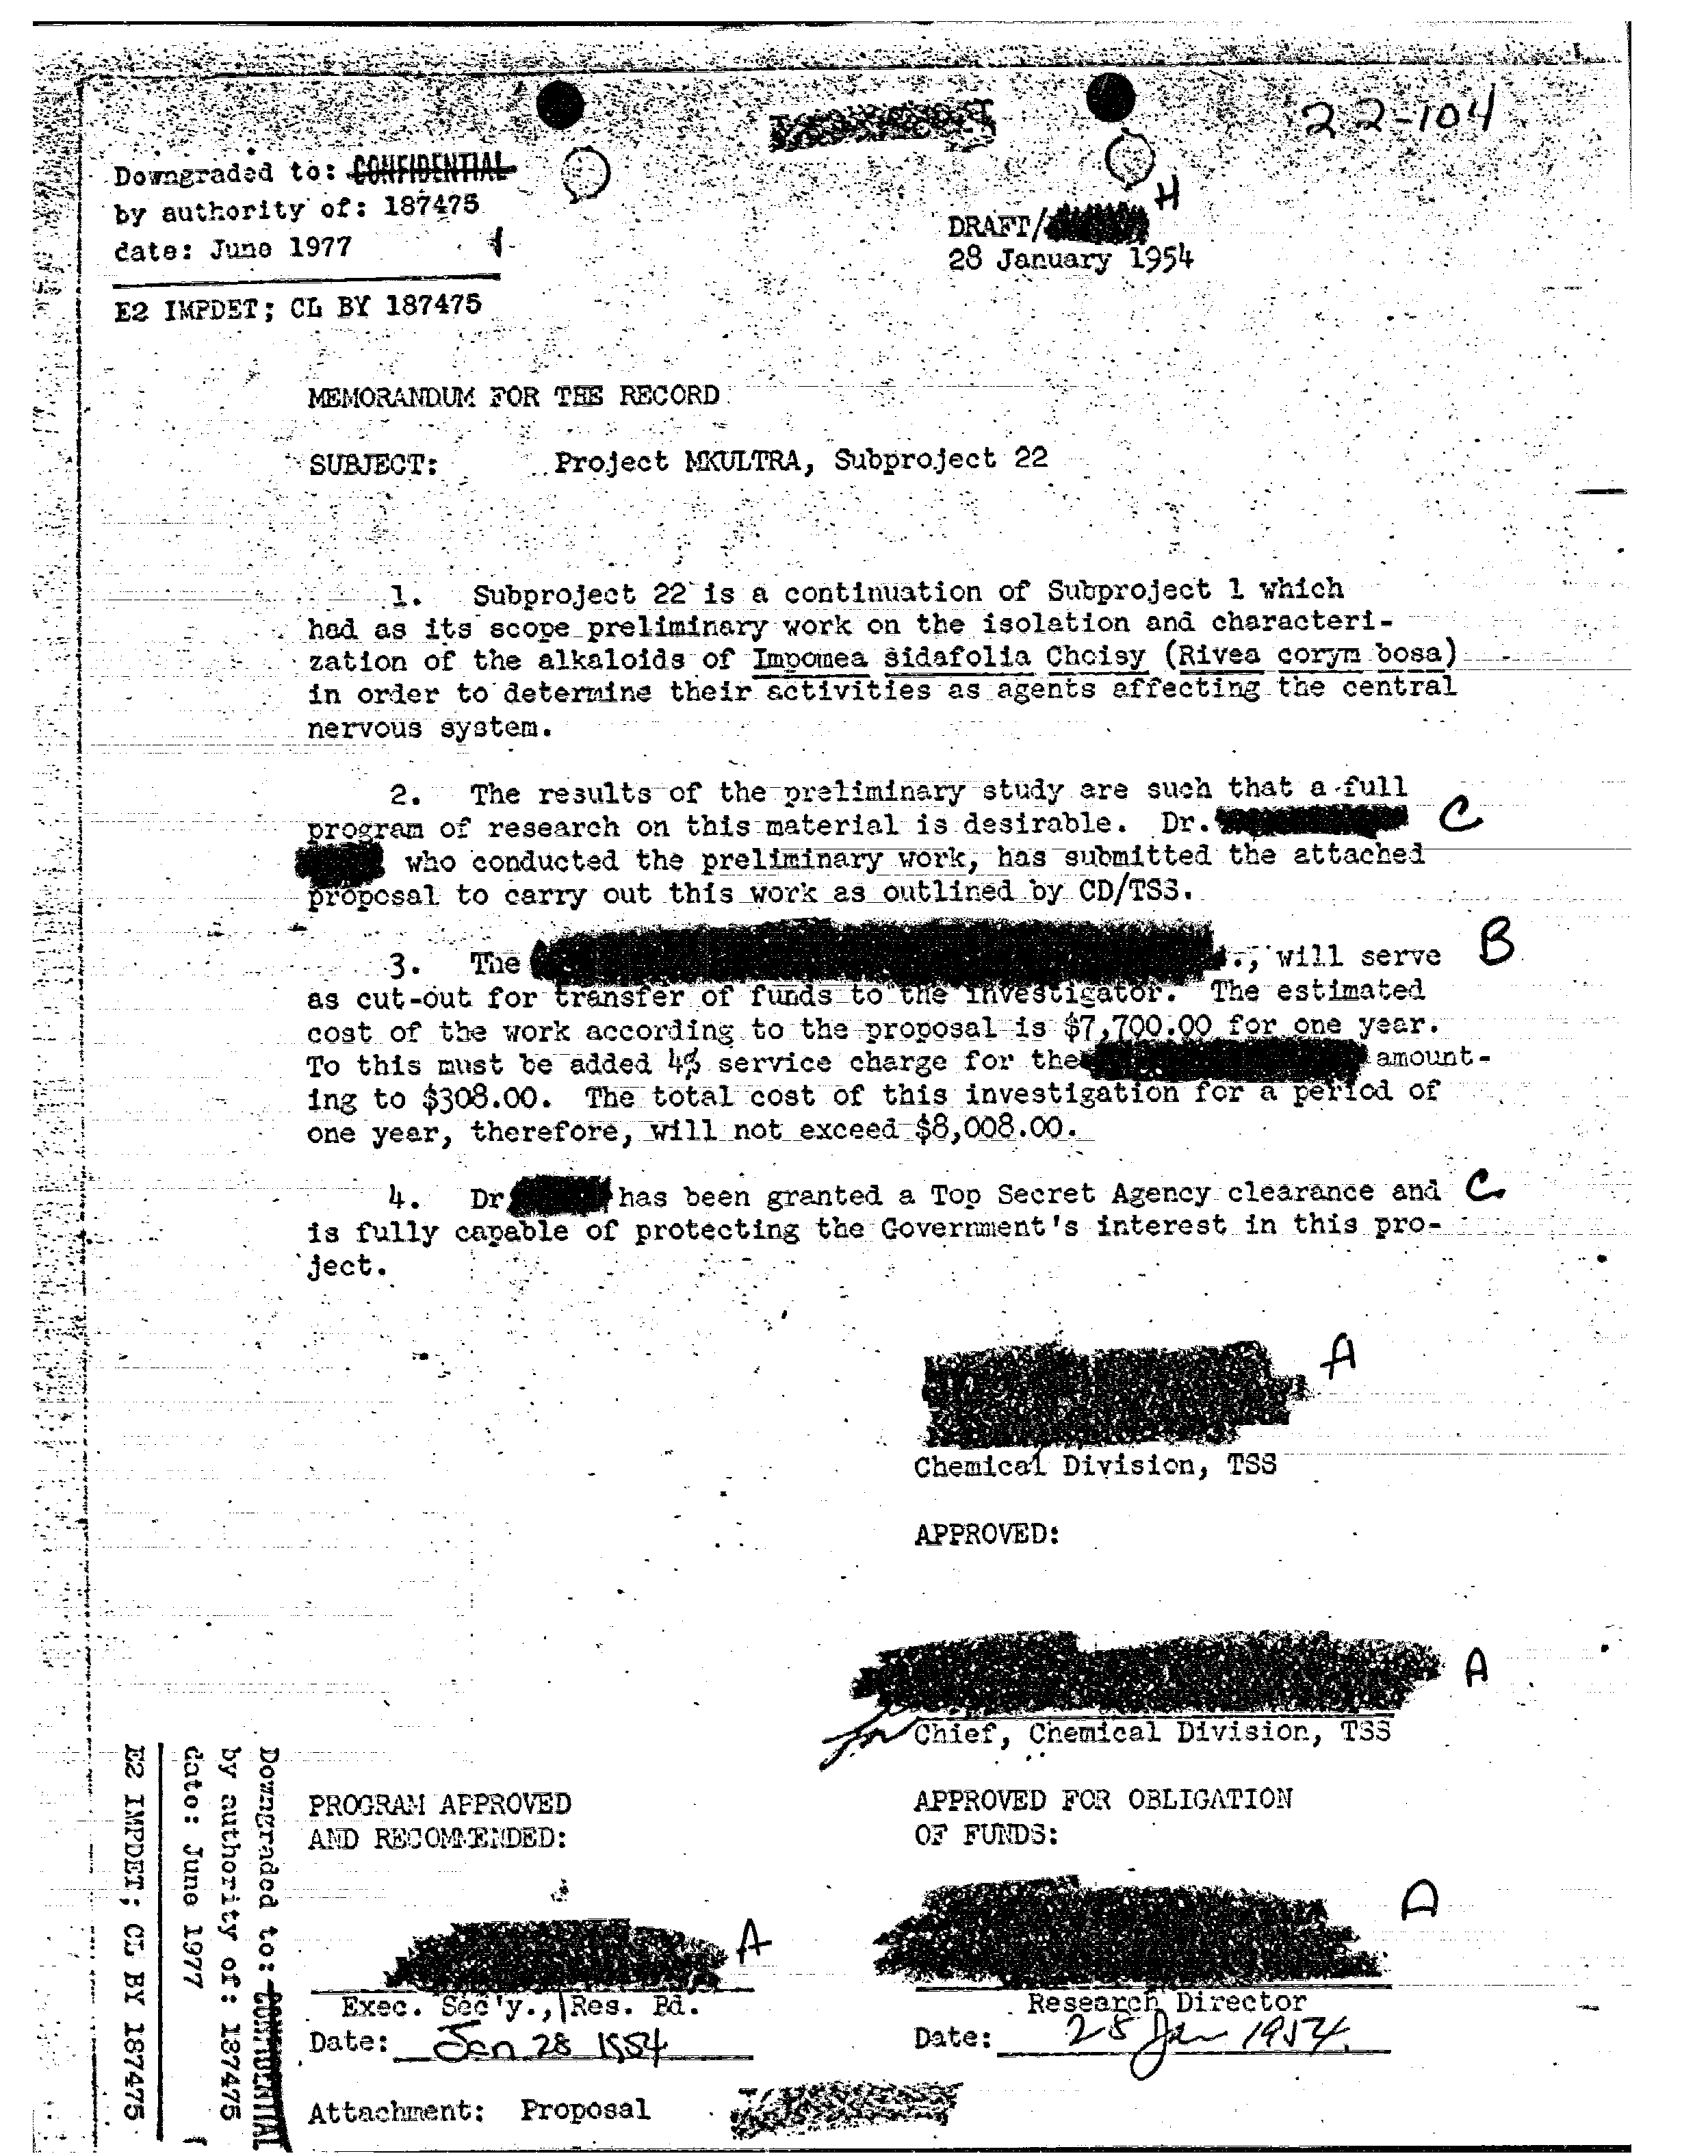 22-104
Downgraded to: CONFIDENTIAL
by authority of: 187475
date: June 1977
E2 IMPDET; CL BY 187475
H
DRAFT/
28 January 1954
MEMORANDUM FOR THE RECORD
SUBJECT: Project MKULTRA, Subproject 22
1. Subproject 22 is a continuation of Subproject 1 which
had as its scope preliminary work on the isolation and characteri-
zation of the alkaloids of Impomea sidafolia Choisy (Rivea corym bosa)
in order to determine their activities as agents affecting the central
nervous system.
2. The results of the preliminary study are such that a full
program of research on this material is desirable. Dr. C
who conducted the preliminary work, has submitted the attached
proposal to carry out this work as outlined by CD/TSS.
3. The ., will serve B
as cut-out for transfer of funds to the investigator. The estimated
cost of the work according to the proposal is $7,700.00 for one year.
To this must be added 4% service charge for the amount-
ing to $308.00. The total cost of this investigation for a period of
one year, therefore, will not exceed $8,008.00.
4. Dr. has been granted a Top Secret Agency clearance and C
is fully capable of protecting the Government's interest in this pro-
ject.
A
Chemical Division, TSS
APPROVED:
A
for Chief, Chemical Division, TSS
PROGRAM APPROVED
AND RECOMMENDED:
A
Exec. Sec'y., Res. Bd.
Date: Jan 28 1954
APPROVED FOR OBLIGATION
OF FUNDS:
A
Research Director
Date: 28 Jan 1954
Attachment: Proposal
Downgraded to: CONFIDENTIAL
by authority of: 187475
date: June 1977
E2 IMPDET; CL BY 187475